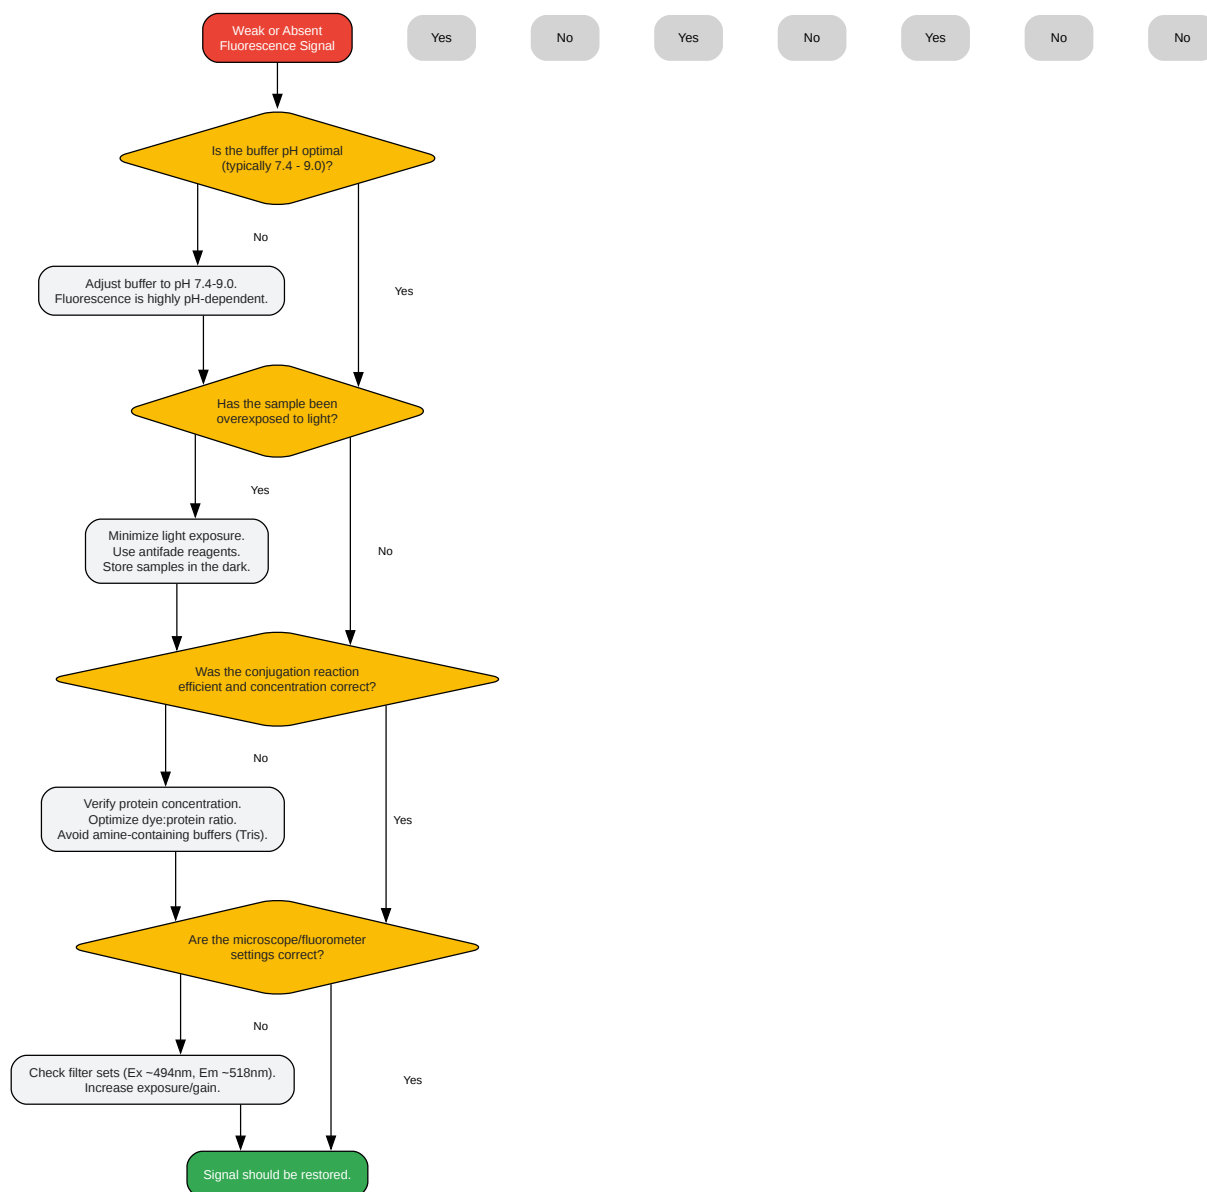 Weak or Absent
Fluorescence Signal
Yes
No
Yes
No
Yes
No
No
Is the buffer pH optimal
(typically 7.4 - 9.0)?
No
Adjust buffer to pH 7.4-9.0.
Fluorescence is highly pH-dependent.
Yes
Has the sample been
overexposed to light?
Yes
Minimize light exposure.
Use antifade reagents.
Store samples in the dark.
No
Was the conjugation reaction
efficient and concentration correct?
No
Verify protein concentration.
Optimize dye:protein ratio.
Avoid amine-containing buffers (Tris).
Yes
Are the microscope/fluorometer
settings correct?
No
Check filter sets (Ex ~494nm, Em ~518nm).
Increase exposure/gain.
Yes
Signal should be restored.